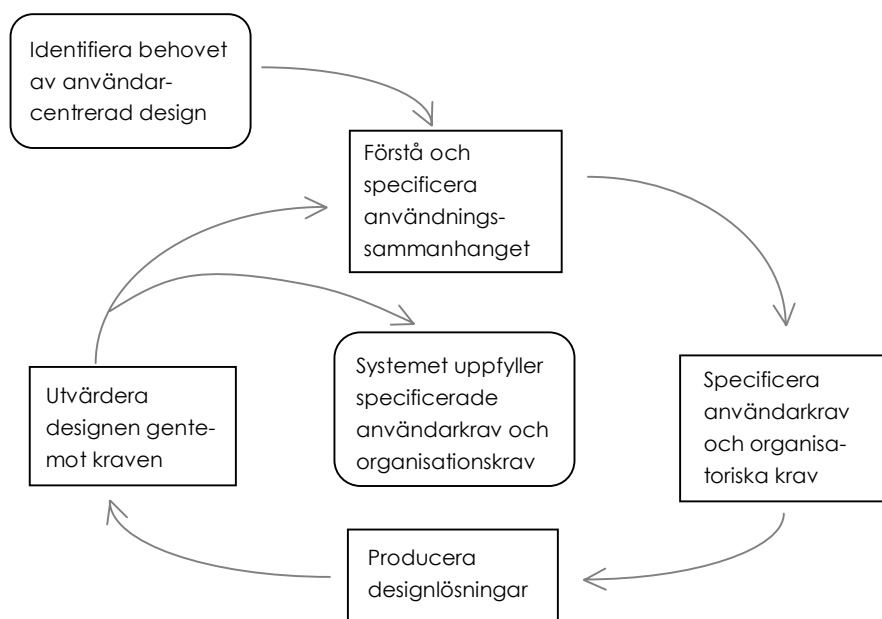 Identifiera behovet
av användar-
centrerad design
Förstå och
specificera
användnings-
sammanhanget
Systemet uppfyller
specificerade
användarkrav och
organisationskrav
Specificera
användarkrav
och organisa-
toriska krav
Utvärdera
designen gente-
mot kraven
Producera
designlösningar